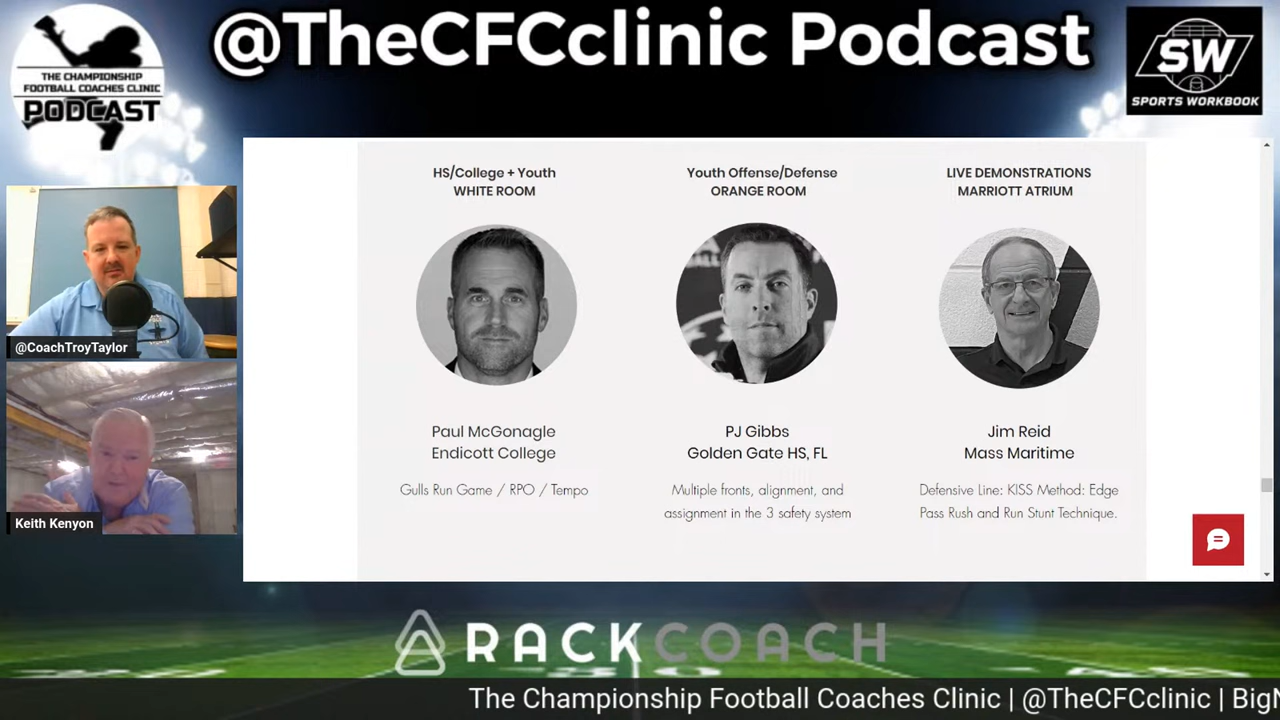 @TheCFCclinic Podcast
THE CHAMPIONSHIP
FOOTBALL COACHES CLINIC
PODCAST
SW
SPORTS WORKBOOK
HS/College + Youth
WHITE ROOM
Youth Offense/Defense
ORANGE ROOM
LIVE DEMONSTRATIONS
MARRIOTT ATRIUM
@CoachTroyTaylor
Keith Kenyon
Paul McGonagle
Endicott College
Gulls Run Game / RPO / Tempo
PJ Gibbs
Golden Gate HS, FL
Multiple fronts, alignment, and
assignment in the 3 safety system
Jim Reid
Mass Maritime
Defensive Line: KISS Method: Edge
Pass Rush and Run Stunt Technique.
RACKCOACH
The Championship Football Coaches Clinic | @TheCFCclinic |